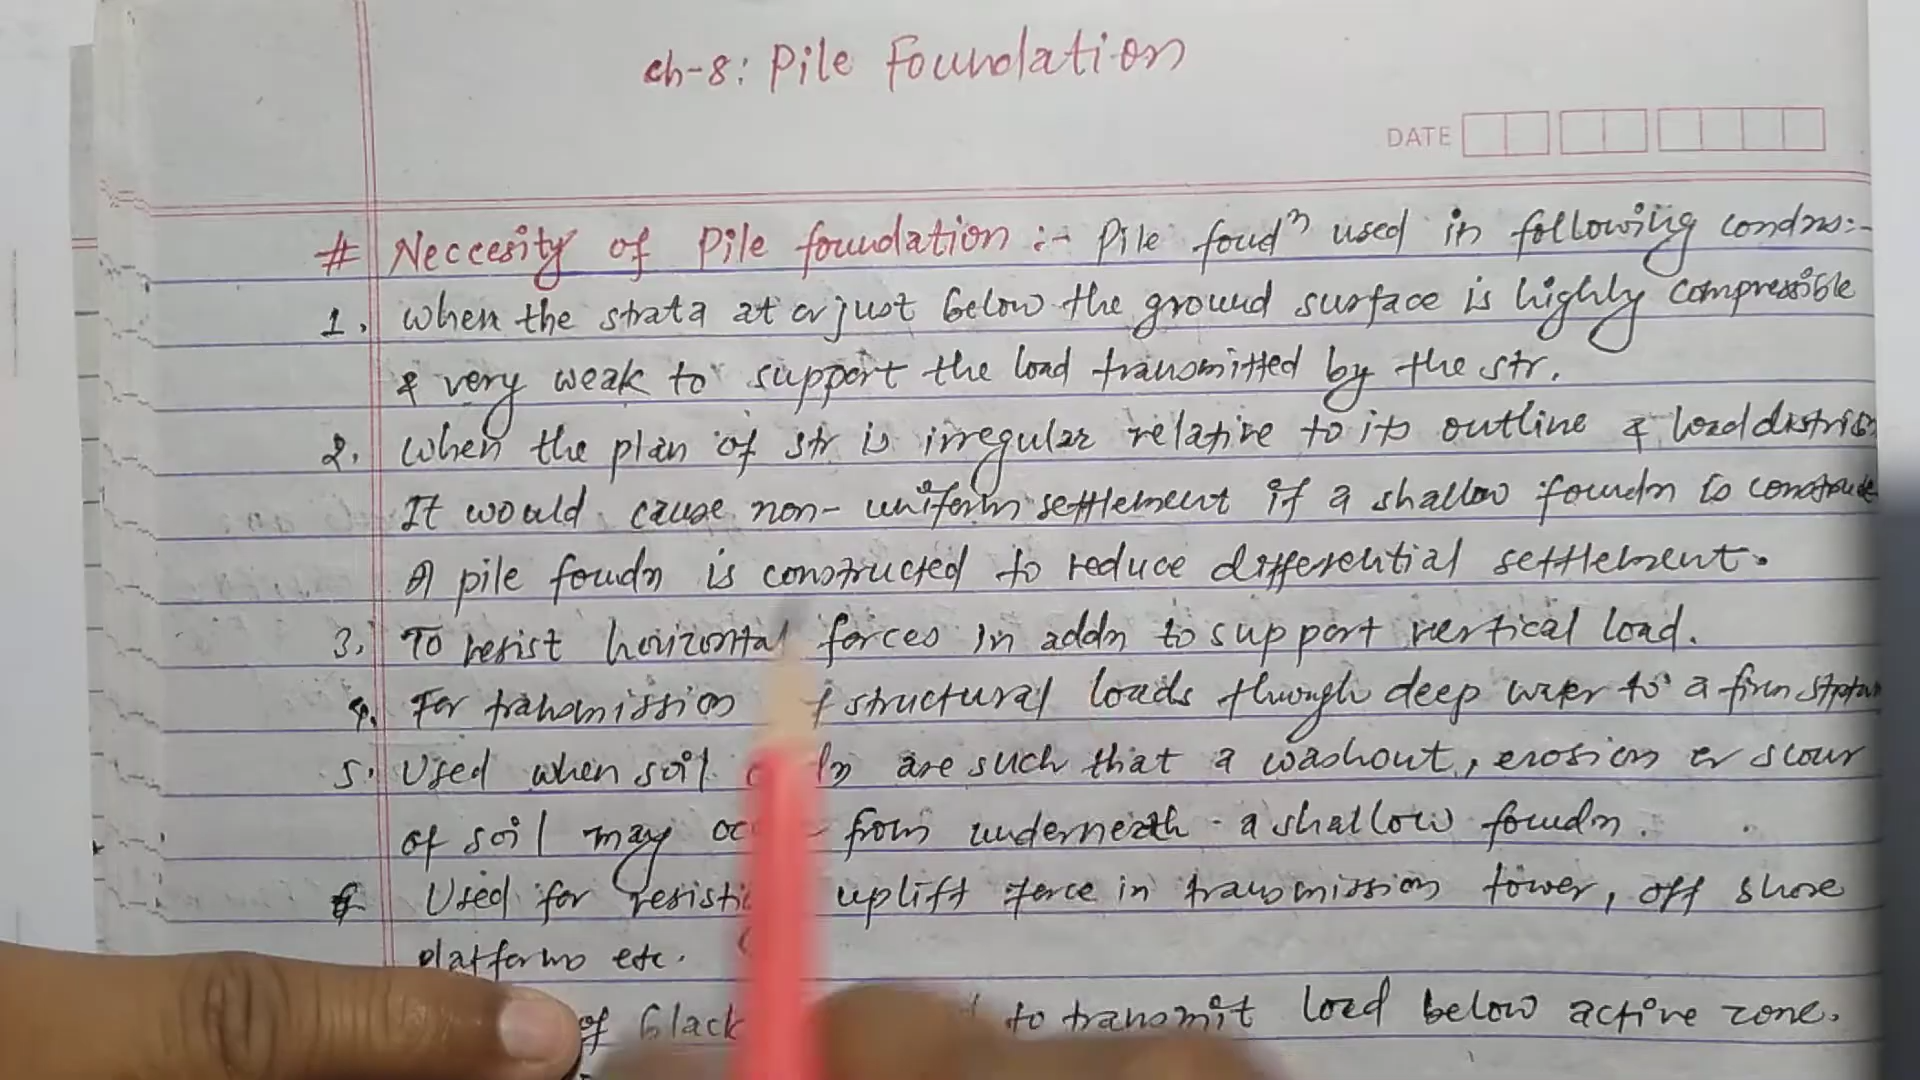 ch-8: Pile Foundation
DATE
# Neccesity of Pile foundation :- Pile foudn used in following condns:-
1. When the strata at or just below the ground surface is highly compressible
& very weak to support the load transmitted by the str.
2. When the plan of str is irregular relative to its outline & load distrib
It would cause non-uniform settlement if a shallow foundn is constructe
A pile foudn is constructed to reduce differential settlement.
3. To resist horizontal forces in addn to support vertical load.
4. For transmission of structural loads through deep water to a firm
5. Used when soil are such that a washout, erosion or scour
of soil may from underneath a shallow foudn.
6 Used for uplift force in transmission tower, off shore
platforms etc.
of black to transmit load below active zone.